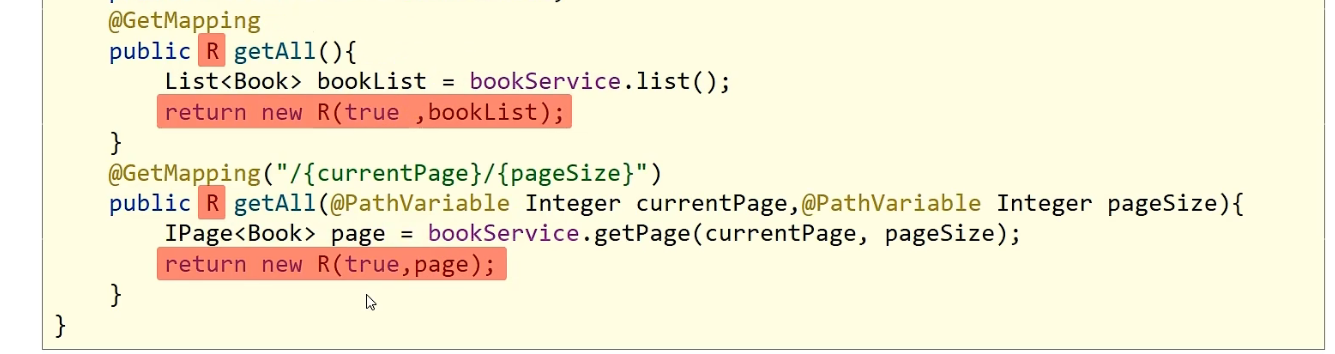 @GetMapping
public R getAll(){
List<Book> bookList = bookService.list();
return new R(true ,bookList);
}
@GetMapping("/{currentPage}/{pageSize}")
public R getAll(@PathVariable Integer currentPage,@PathVariable Integer pageSize){
IPage<Book> page = bookService.getPage(currentPage, pageSize);
return new R(true,page);
}
}